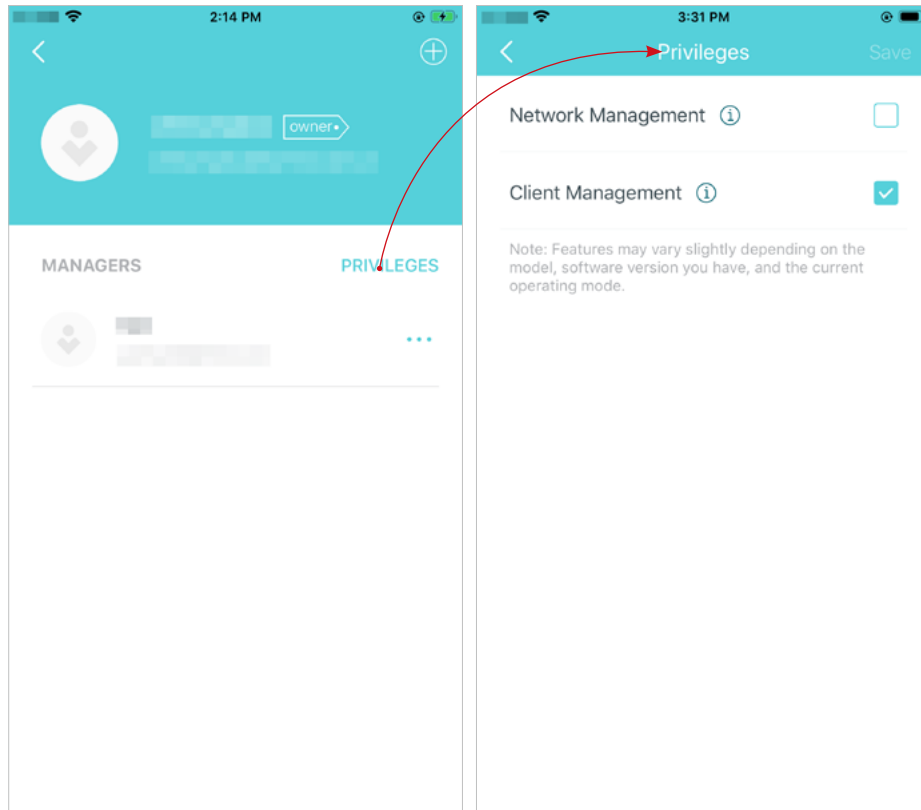 2:14 PM
owner
MANAGERS
PRIVILEGES
3:31 PM
Privileges
Save
Network Management
Client Management
Note: Features may vary slightly depending on the
model, software version you have, and the current
operating mode.